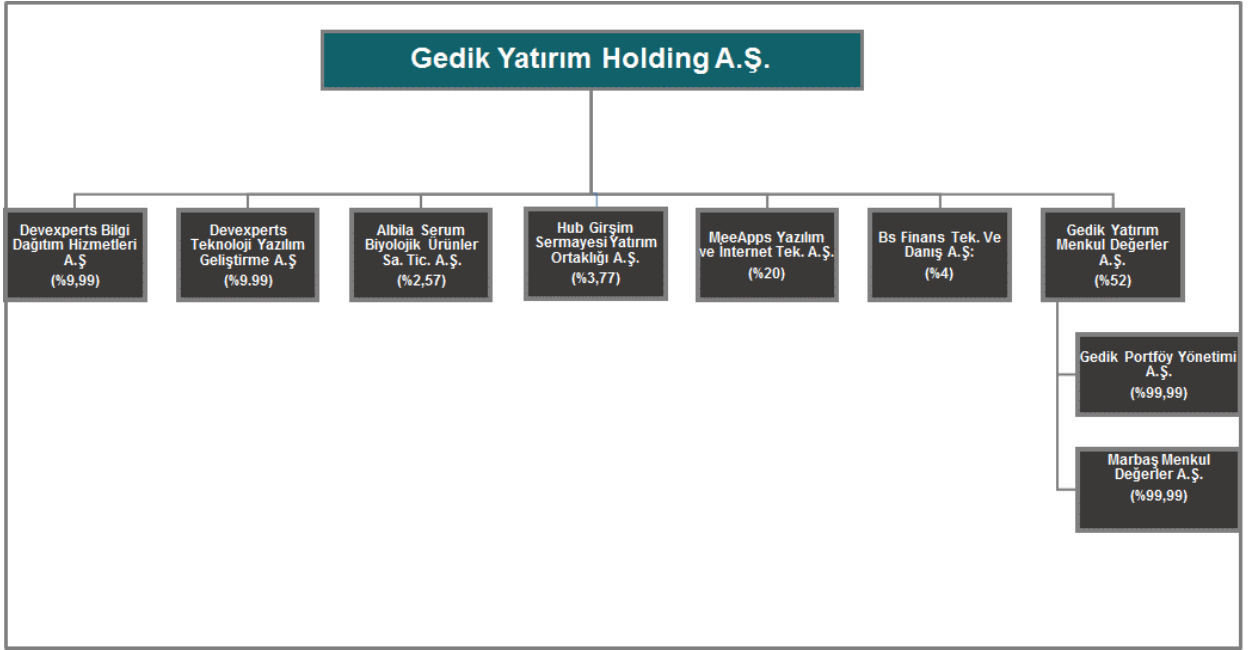 Gedik Yatırım Holding A.Ş.
Devexperts Bilgi
Dağıtım Hizmetleri
A.Ş
(%9,99)
Devexperts
Teknoloji Yazılım
Geliştirme A.Ş
(%9.99)
Albila Serum
Biyolojik Ürünler
Sa. Tic. A.Ş.
(%2,57)
Hub Girşim
Sermayesi Yatırım
Ortaklığı A.Ş.
(%3,77)
MeeApps Yazılım
ve İnternet Tek. A.Ş.
(%20)
Bs Finans Tek. Ve
Danış A.Ş:
(%4)
Gedik Yatırım
Menkul Değerler
A.Ş.
(%52)
Gedik Portföy Yönetimi
A.Ş.
(%99,99)
Marbaş Menkul
Değerler A.Ş.
(%99,99)